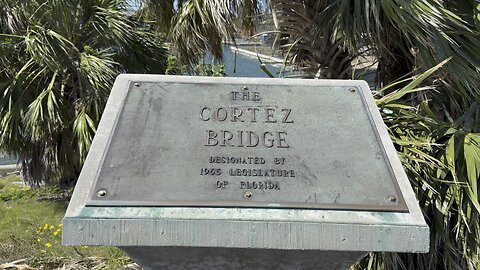 THE
CORTEZ
BRIDGE
DESIGNATED BY
1965 LEGISLATURE
OF FLORIDA